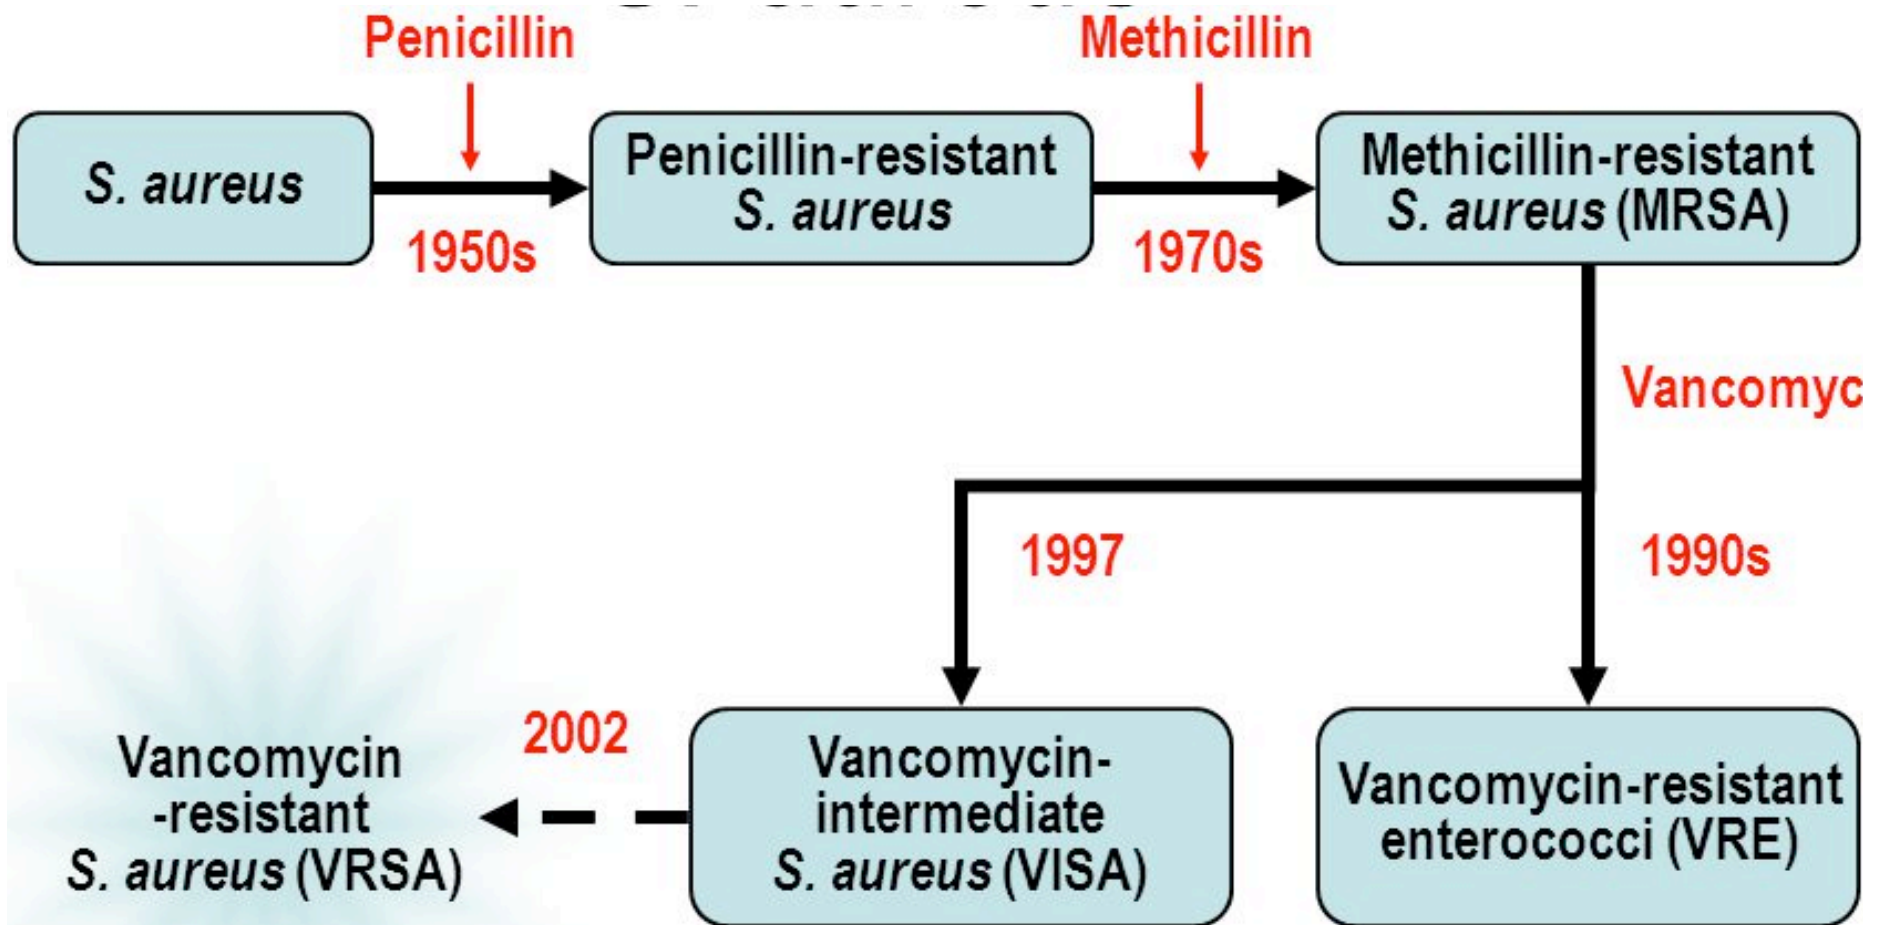 Penicillin
Methicillin
S. aureus
Penicillin-resistant
S. aureus
Methicillin-resistant
S. aureus (MRSA)
1950s
1970s
Vancomyc
1997
1990s
2002
Vancomycin
-resistant
S. aureus (VRSA)
Vancomycin-
intermediate
S. aureus (VISA)
Vancomycin-resistant
enterococci (VRE)